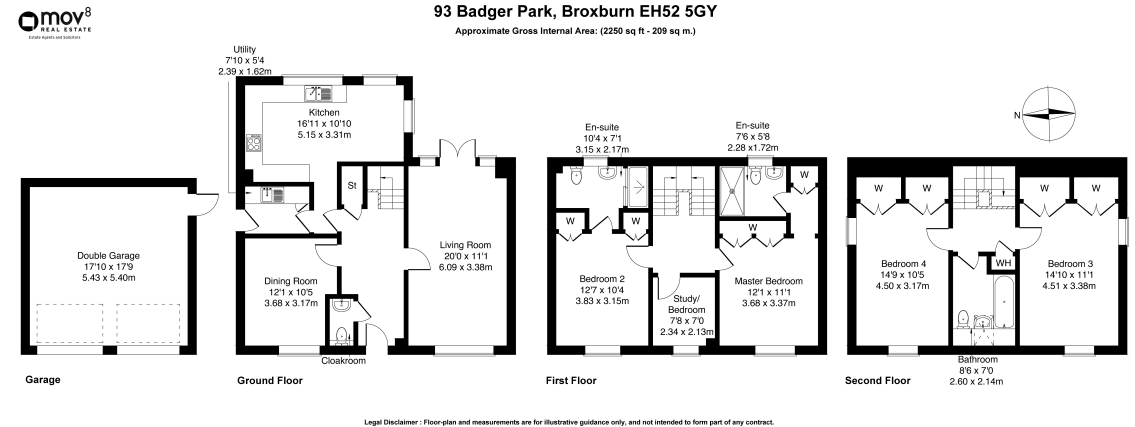 mov8
REAL ESTATE
Estate Agents and Solicitors
93 Badger Park, Broxburn EH52 5GY
Approximate Gross Internal Area: (2250 sq ft - 209 sq m.)
Double Garage
17'10 x 17'9
5.43 x 5.40m
Garage
Utility
7'10 x 5'4
2.39 x 1.62m
Kitchen
16'11 x 10'10
5.15 x 3.31m
St
Living Room
20'0 x 11'1
6.09 x 3.38m
Dining Room
12'1 x 10'5
3.68 x 3.17m
Cloakroom
Ground Floor
En-suite
10'4 x 7'1
3.15 x 2.17m
En-suite
7'6 x 5'8
2.28 x1.72m
W
W
W
W
W
Bedroom 2
12'7 x 10'4
3.83 x 3.15m
Study/
Bedroom
7'8 x 7'0
2.34 x 2.13m
Master Bedroom
12'1 x 11'1
3.68 x 3.37m
First Floor
N
W
W
W
W
Bedroom 4
14'9 x 10'5
4.50 x 3.17m
WH
Bedroom 3
14'10 x 11'1
4.51 x 3.38m
Bathroom
8'6 x 7'0
2.60 x 2.14m
Second Floor
Legal Disclaimer : Floor-plan and measurements are for illustrative guidance only, and not intended to form part of any contract.